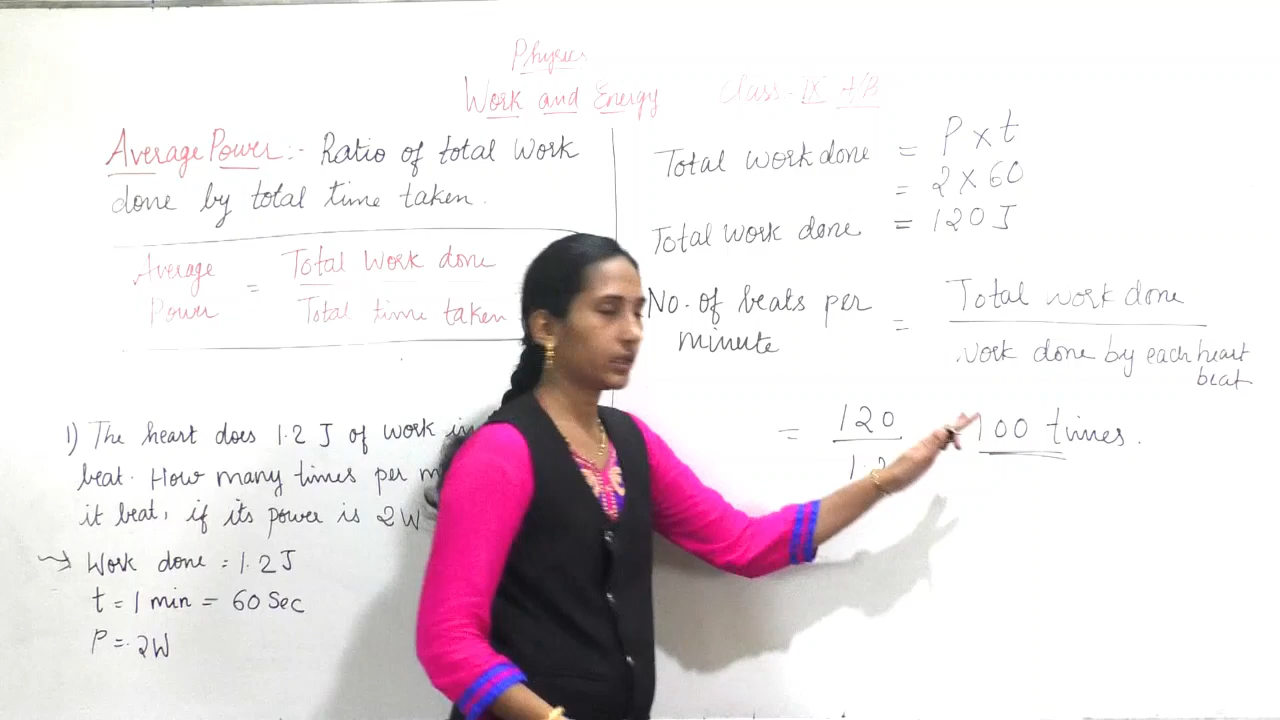 Physics
Work and Energy
Class - IX A/B
Average Power :- Ratio of total work
done by total time taken.
Average Power = Total work done / Total time taken
1) The heart does 1.2 J of work in
beat. How many times per
it beat, if its power is 2W
Work done = 1.2 J
t = 1 min = 60 Sec
P = 2W
Total work done = P x t
= 2 x 60
Total work done = 120 J
No. of beats per minute = Total work done / work done by each heart beat
= 120 / 1.2 = 100 times.